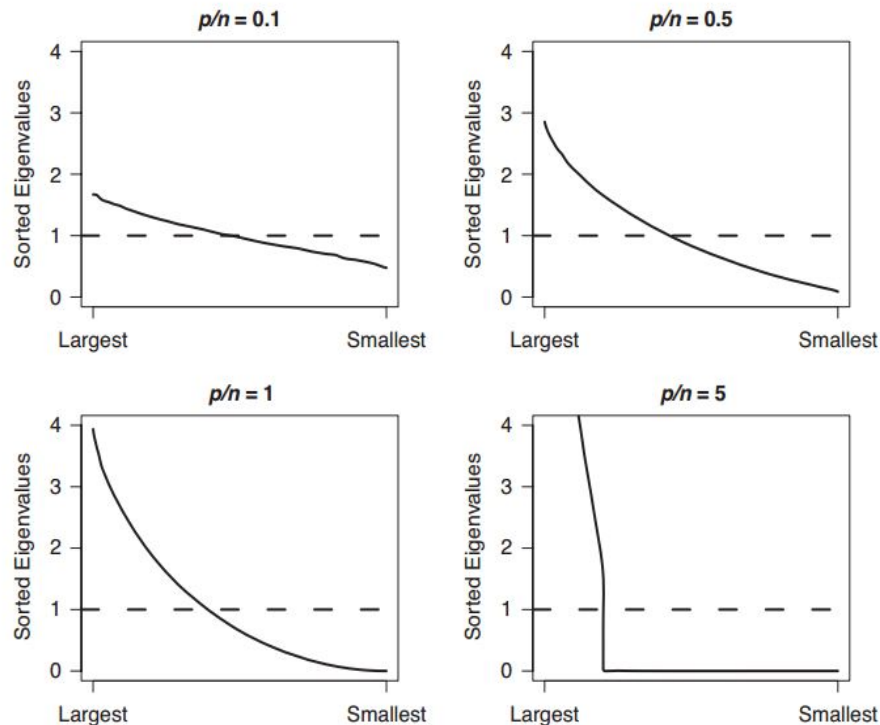 p/n = 0.1
4
3
2
1
0
Sorted Eigenvalues
Largest
Smallest
p/n = 0.5
4
3
2
1
0
Sorted Eigenvalues
Largest
Smallest
p/n = 1
4
3
2
1
0
Sorted Eigenvalues
Largest
Smallest
p/n = 5
4
3
2
1
0
Sorted Eigenvalues
Largest
Smallest